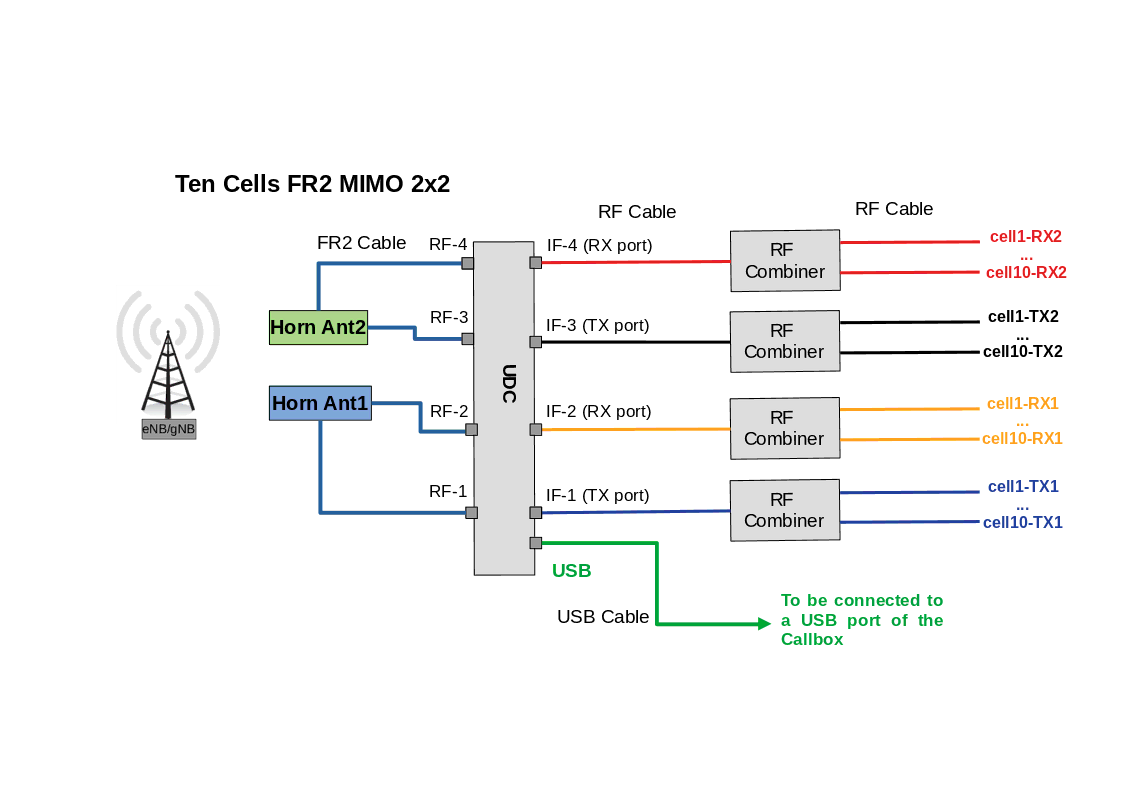 Ten Cells FR2 MIMO 2x2
RF Cable
RF Cable
FR2 Cable
RF-4
IF-4 (RX port)
RF
Combiner
cell1-RX2
...
cell10-RX2
Horn Ant2
RF-3
IF-3 (TX port)
RF
Combiner
cell1-TX2
...
cell10-TX2
UDC
Horn Ant1
RF-2
IF-2 (RX port)
RF
Combiner
cell1-RX1
...
cell10-RX1
eNB/gNB
RF-1
IF-1 (TX port)
RF
Combiner
cell1-TX1
...
cell10-TX1
USB
USB Cable
To be connected to
a USB port of the
Callbox